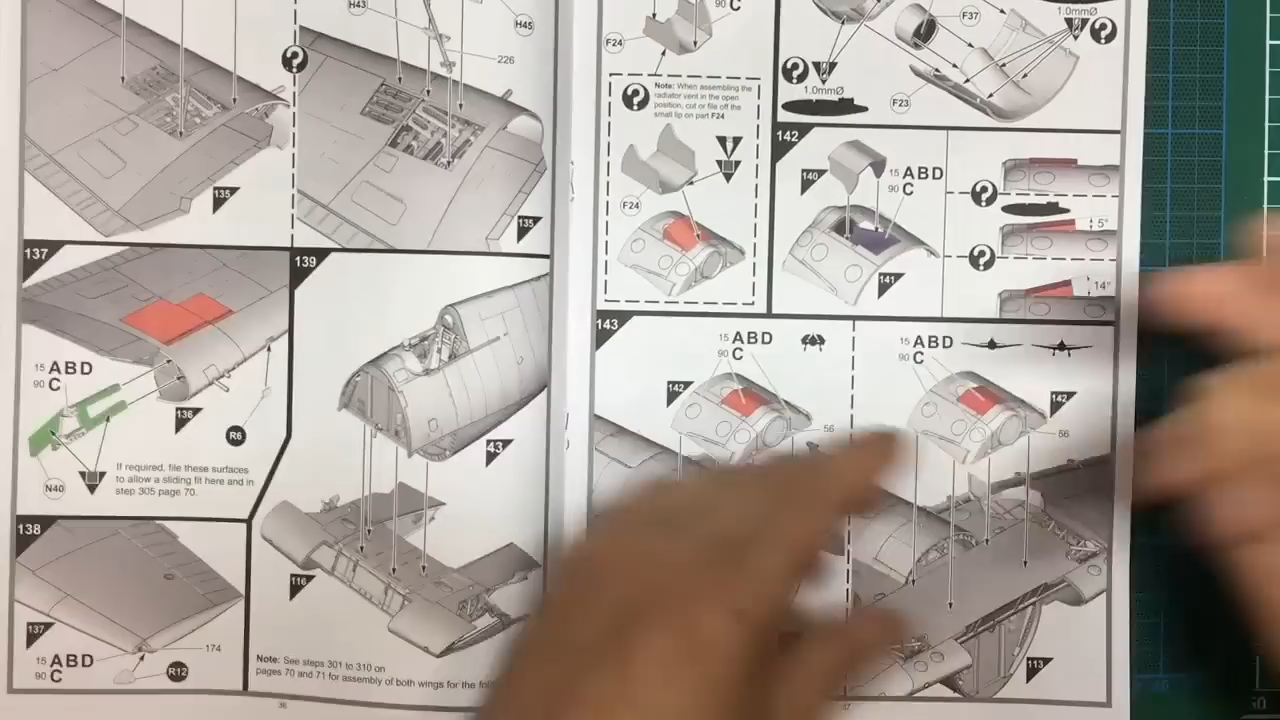 H43
H45
226
?
135
135
137
15 ABD
90 C
136
R6
N40
If required, file these surfaces
to allow a sliding fit here and in
step 305 page 70.
138
137
15 ABD
90 C
174
R12
139
43
116
Note: See steps 301 to 310 on
pages 70 and 71 for assembly of both wings for the
36
90 C
F24
?
Note: When assembling the
radiator vent in the open
position, cut or file off the
small lip on part F24
F24
F37
1.0mmØ
?
?
1.0mmØ
F23
142
140
15 ABD
90 C
141
?
5°
?
14°
143
15 ABD
90 C
142
56
15 ABD
90 C
142
56
113
37